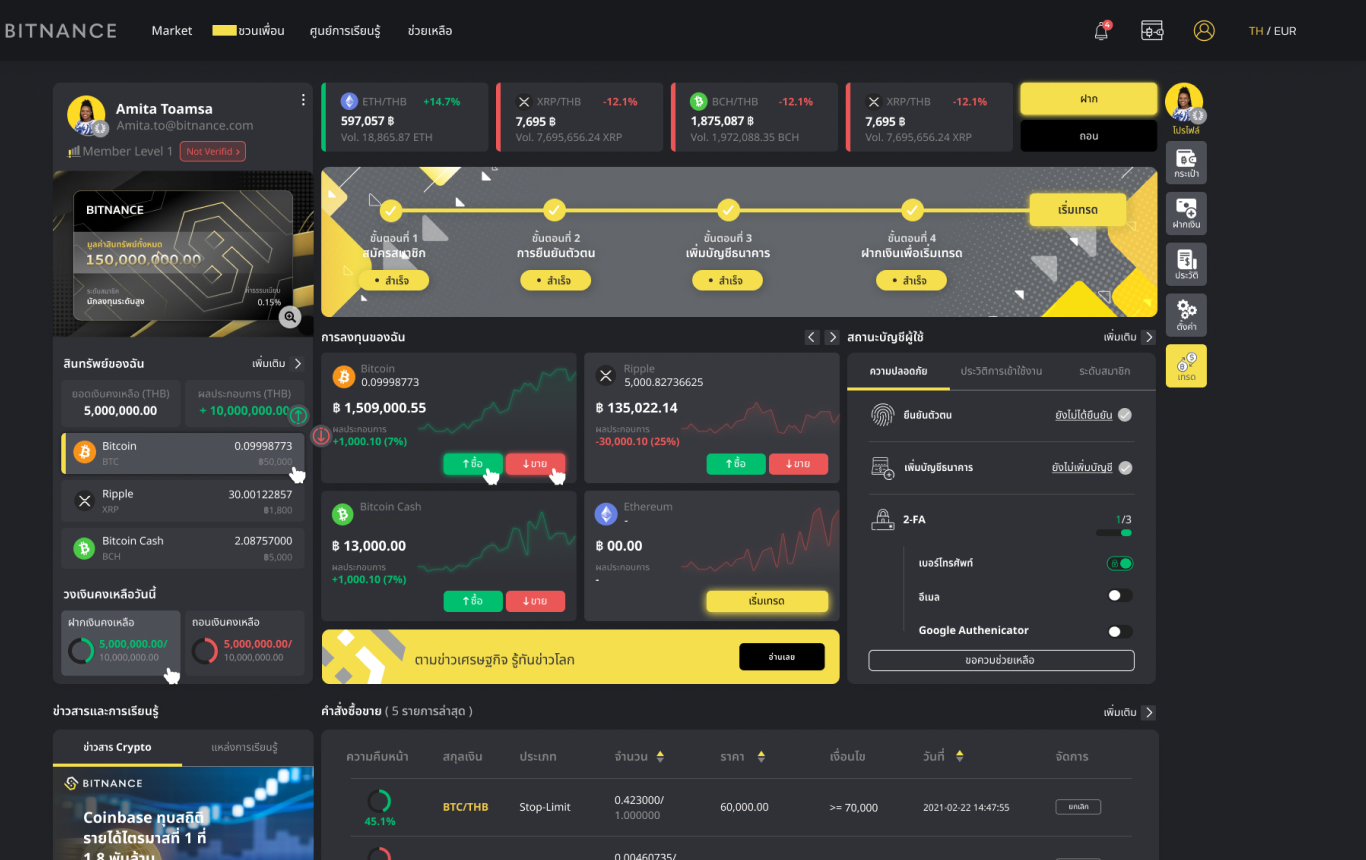 BITNANCE
Market
ชวนเพื่อน
ศูนย์การเรียนรู้
ช่วยเหลือ
4
TH / EUR
Amita Toamsa
Amita.to@bitnance.com
Member Level 1
Not Verifid >
ETH/THB +14.7%
597,057 ฿
Vol. 18,865.87 ETH
XRP/THB -12.1%
7,695 ฿
Vol. 7,695,656.24 XRP
BCH/THB -12.1%
1,875,087 ฿
Vol. 1,972,088.35 BCH
XRP/THB -12.1%
7,695 ฿
Vol. 7,695,656.24 XRP
ฝาก
ถอน
โปรไฟล์
กระเป๋า
ฝากเงิน
ประวัติ
ตั้งค่า
เทรด
BITNANCE
มูลค่าสินทรัพย์ทั้งหมด
150,000,000.00
ระดับสมาชิก
นักลงทุนระดับสูง
ค่าธรรมเนียม
0.15%
ขั้นตอนที่ 1
สมัครสมาชิก
• สำเร็จ
ขั้นตอนที่ 2
การยืนยันตัวตน
• สำเร็จ
ขั้นตอนที่ 3
เพิ่มบัญชีธนาคาร
• สำเร็จ
ขั้นตอนที่ 4
ฝากเงินเพื่อเริ่มเทรด
• สำเร็จ
เริ่มเทรด
สินทรัพย์ของฉัน
เพิ่มเติม
ยอดเงินคงเหลือ (THB)
5,000,000.00
ผลประกอบการ (THB)
+ 10,000,000.00
Bitcoin 0.09998773
BTC ฿50,000
Ripple 30.00122857
XRP ฿1,800
Bitcoin Cash 2.08757000
BCH ฿5,000
วงเงินคงเหลือวันนี้
ฝากเงินคงเหลือ
5,000,000.00/
10,000,000.00
ถอนเงินคงเหลือ
5,000,000.00/
10,000,000.00
การลงทุนของฉัน
Bitcoin
0.09998773
฿ 1,509,000.55
ผลประกอบการ
+1,000.10 (7%)
↑ซื้อ
↓ขาย
Ripple
5,000.82736625
฿ 135,022.14
ผลประกอบการ
-30,000.10 (25%)
↑ซื้อ
↓ขาย
Bitcoin Cash
฿ 13,000.00
ผลประกอบการ
+1,000.10 (7%)
↑ซื้อ
↓ขาย
Ethereum
-
฿ 00.00
ผลประกอบการ
-
เริ่มเทรด
ตามข่าวเศรษฐกิจ รู้ทันข่าวโลก
อ่านเลย
สถานะบัญชีผู้ใช้
เพิ่มเติม
ความปลอดภัย
ประวัติการเข้าใช้งาน
ระดับสมาชิก
ยืนยันตัวตน
ยังไม่ได้ยืนยัน
เพิ่มบัญชีธนาคาร
ยังไม่เพิ่มบัญชี
2-FA
1/3
เบอร์โทรศัพท์
อีเมล
Google Authenicator
ขอควมช่วยเหลือ
ข่าวสารและการเรียนรู้
ข่าวสาร Crypto
แหล่งการเรียนรู้
BITNANCE
Coinbase ทุบสถิติ
รายได้ไตรมาสที่ 1 ที่
1.8 พันล้าน
คำสั่งซื้อขาย ( 5 รายการล่าสุด )
เพิ่มเติม
ความคืบหน้า
สกุลเงิน
ประเภท
จำนวน
ราคา
เงื่อนไข
วันที่
จัดการ
45.1%
BTC/THB
Stop-Limit
0.423000/
1.000000
60,000.00
>= 70,000
2021-02-22 14:47:55
ยกเลิก
0.00460735/